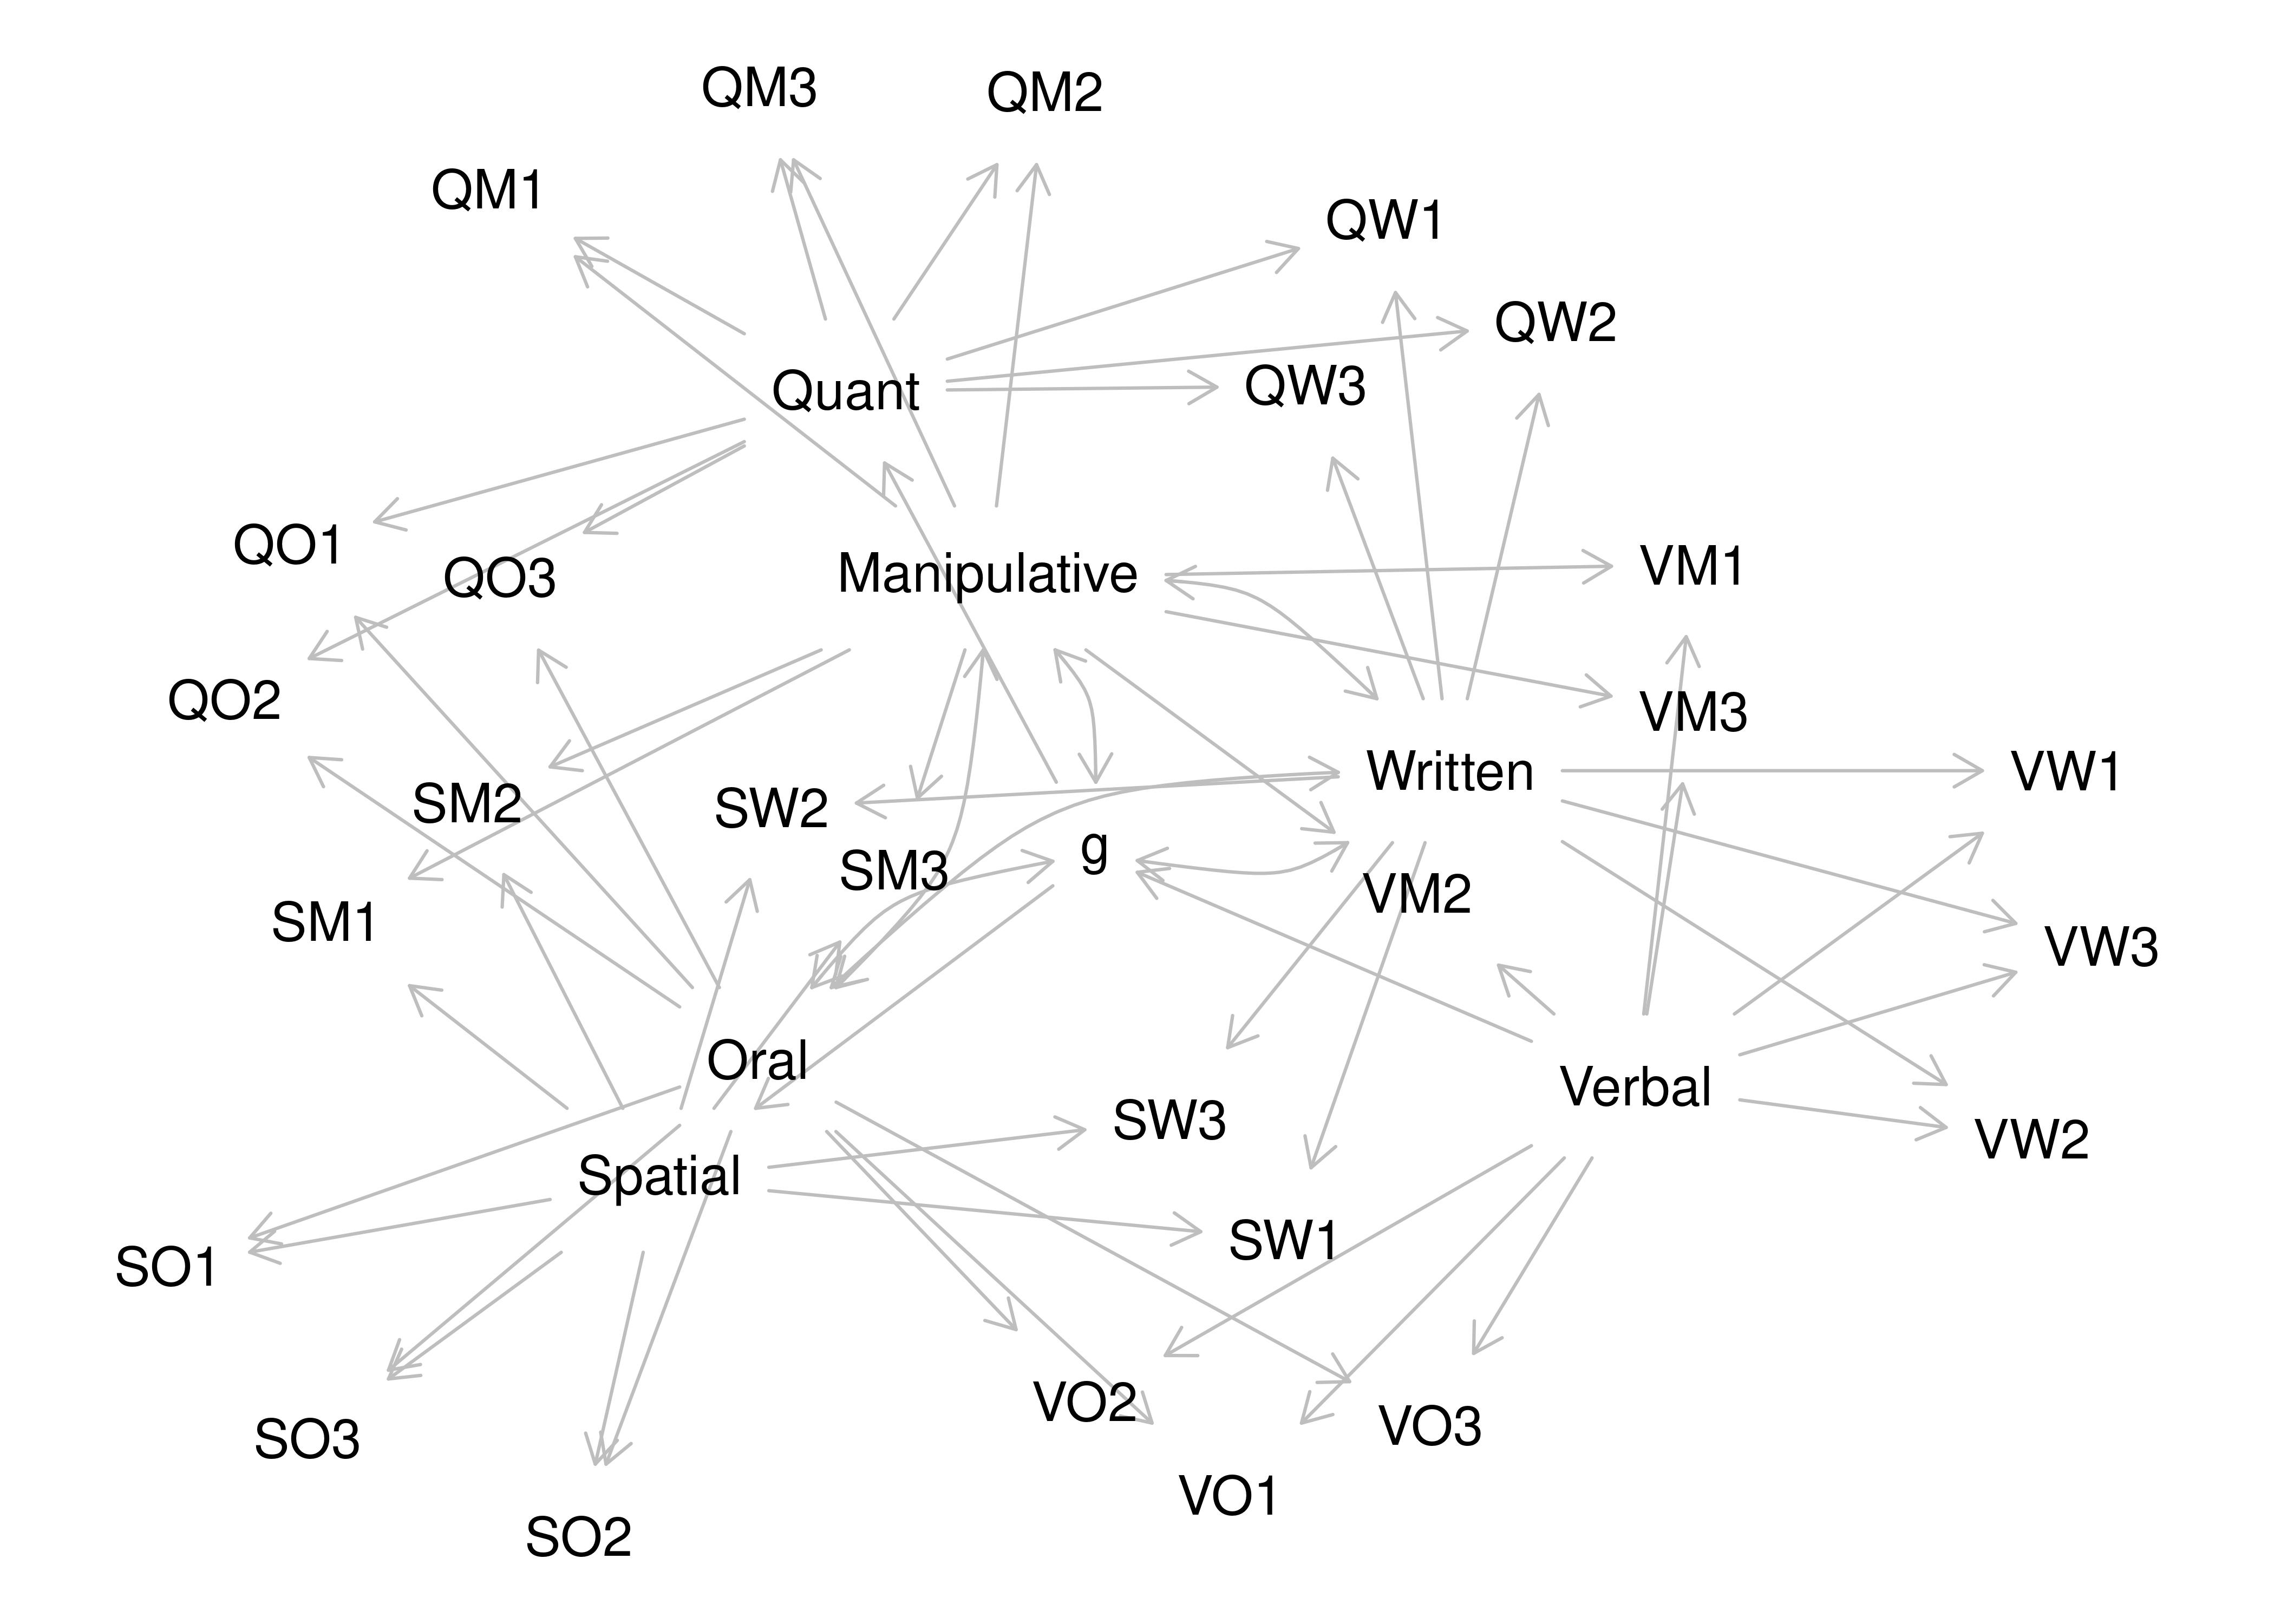 QM3
QM2
QM1
QW1
QW2
Quant
QW3
QO1
QO3
Manipulative
VM1
QO2
VM3
SM2
SW2
Written
VW1
SM3
g
VM2
SM1
VW3
Oral
Verbal
SW3
VW2
Spatial
SW1
SO1
VO2
VO3
SO3
VO1
SO2